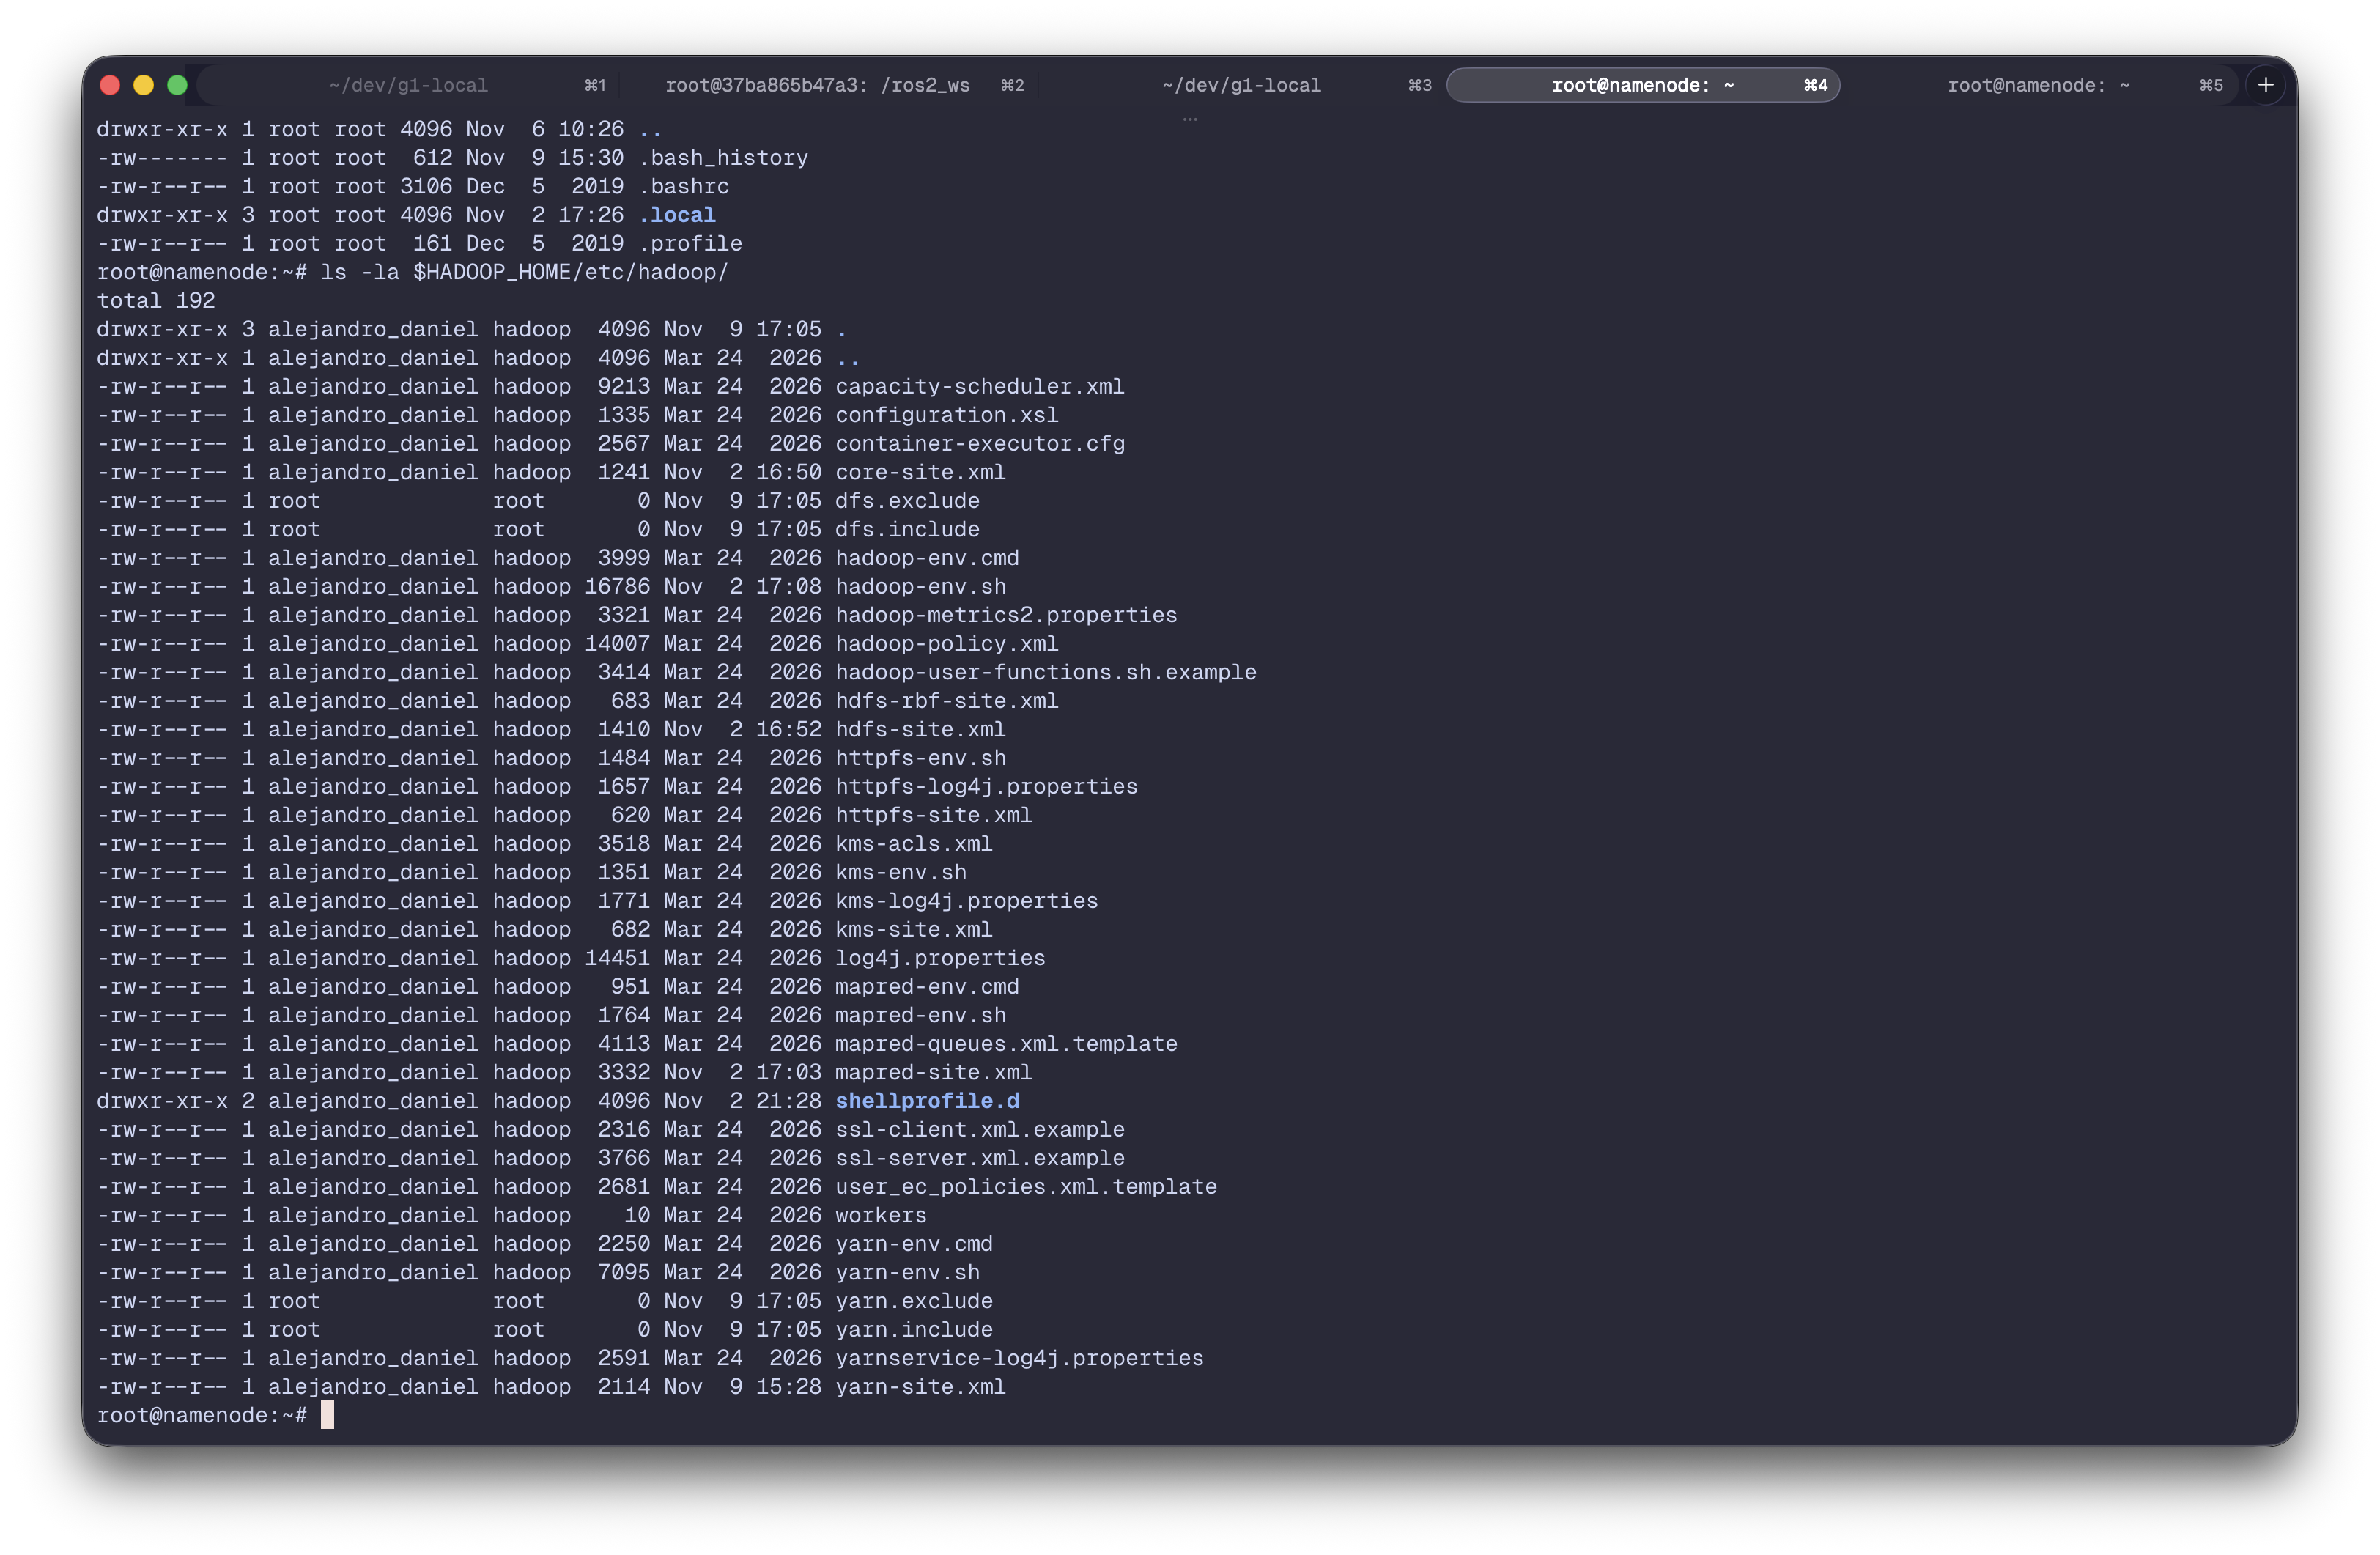 ~/dev/g1-local ⌘1 root@37ba865b47a3: /ros2_ws ⌘2 ~/dev/g1-local ⌘3 root@namenode: ~ ⌘4 root@namenode: ~ ⌘5 +
drwxr-xr-x 1 root root 4096 Nov  6 10:26 ..
-rw------- 1 root root  612 Nov  9 15:30 .bash_history
-rw-r--r-- 1 root root 3106 Dec  5  2019 .bashrc
drwxr-xr-x 3 root root 4096 Nov  2 17:26 .local
-rw-r--r-- 1 root root  161 Dec  5  2019 .profile
root@namenode:~# ls -la $HADOOP_HOME/etc/hadoop/
total 192
drwxr-xr-x 3 alejandro_daniel hadoop  4096 Nov  9 17:05 .
drwxr-xr-x 1 alejandro_daniel hadoop  4096 Mar 24  2026 ..
-rw-r--r-- 1 alejandro_daniel hadoop  9213 Mar 24  2026 capacity-scheduler.xml
-rw-r--r-- 1 alejandro_daniel hadoop  1335 Mar 24  2026 configuration.xsl
-rw-r--r-- 1 alejandro_daniel hadoop  2567 Mar 24  2026 container-executor.cfg
-rw-r--r-- 1 alejandro_daniel hadoop  1241 Nov  2 16:50 core-site.xml
-rw-r--r-- 1 root             root       0 Nov  9 17:05 dfs.exclude
-rw-r--r-- 1 root             root       0 Nov  9 17:05 dfs.include
-rw-r--r-- 1 alejandro_daniel hadoop  3999 Mar 24  2026 hadoop-env.cmd
-rw-r--r-- 1 alejandro_daniel hadoop 16786 Nov  2 17:08 hadoop-env.sh
-rw-r--r-- 1 alejandro_daniel hadoop  3321 Mar 24  2026 hadoop-metrics2.properties
-rw-r--r-- 1 alejandro_daniel hadoop 14007 Mar 24  2026 hadoop-policy.xml
-rw-r--r-- 1 alejandro_daniel hadoop  3414 Mar 24  2026 hadoop-user-functions.sh.example
-rw-r--r-- 1 alejandro_daniel hadoop   683 Mar 24  2026 hdfs-rbf-site.xml
-rw-r--r-- 1 alejandro_daniel hadoop  1410 Nov  2 16:52 hdfs-site.xml
-rw-r--r-- 1 alejandro_daniel hadoop  1484 Mar 24  2026 httpfs-env.sh
-rw-r--r-- 1 alejandro_daniel hadoop  1657 Mar 24  2026 httpfs-log4j.properties
-rw-r--r-- 1 alejandro_daniel hadoop   620 Mar 24  2026 httpfs-site.xml
-rw-r--r-- 1 alejandro_daniel hadoop  3518 Mar 24  2026 kms-acls.xml
-rw-r--r-- 1 alejandro_daniel hadoop  1351 Mar 24  2026 kms-env.sh
-rw-r--r-- 1 alejandro_daniel hadoop  1771 Mar 24  2026 kms-log4j.properties
-rw-r--r-- 1 alejandro_daniel hadoop   682 Mar 24  2026 kms-site.xml
-rw-r--r-- 1 alejandro_daniel hadoop 14451 Mar 24  2026 log4j.properties
-rw-r--r-- 1 alejandro_daniel hadoop   951 Mar 24  2026 mapred-env.cmd
-rw-r--r-- 1 alejandro_daniel hadoop  1764 Mar 24  2026 mapred-env.sh
-rw-r--r-- 1 alejandro_daniel hadoop  4113 Mar 24  2026 mapred-queues.xml.template
-rw-r--r-- 1 alejandro_daniel hadoop  3332 Nov  2 17:03 mapred-site.xml
drwxr-xr-x 2 alejandro_daniel hadoop  4096 Nov  2 21:28 shellprofile.d
-rw-r--r-- 1 alejandro_daniel hadoop  2316 Mar 24  2026 ssl-client.xml.example
-rw-r--r-- 1 alejandro_daniel hadoop  3766 Mar 24  2026 ssl-server.xml.example
-rw-r--r-- 1 alejandro_daniel hadoop  2681 Mar 24  2026 user_ec_policies.xml.template
-rw-r--r-- 1 alejandro_daniel hadoop    10 Mar 24  2026 workers
-rw-r--r-- 1 alejandro_daniel hadoop  2250 Mar 24  2026 yarn-env.cmd
-rw-r--r-- 1 alejandro_daniel hadoop  7095 Mar 24  2026 yarn-env.sh
-rw-r--r-- 1 root             root       0 Nov  9 17:05 yarn.exclude
-rw-r--r-- 1 root             root       0 Nov  9 17:05 yarn.include
-rw-r--r-- 1 alejandro_daniel hadoop  2591 Mar 24  2026 yarnservice-log4j.properties
-rw-r--r-- 1 alejandro_daniel hadoop  2114 Nov  9 15:28 yarn-site.xml
root@namenode:~#